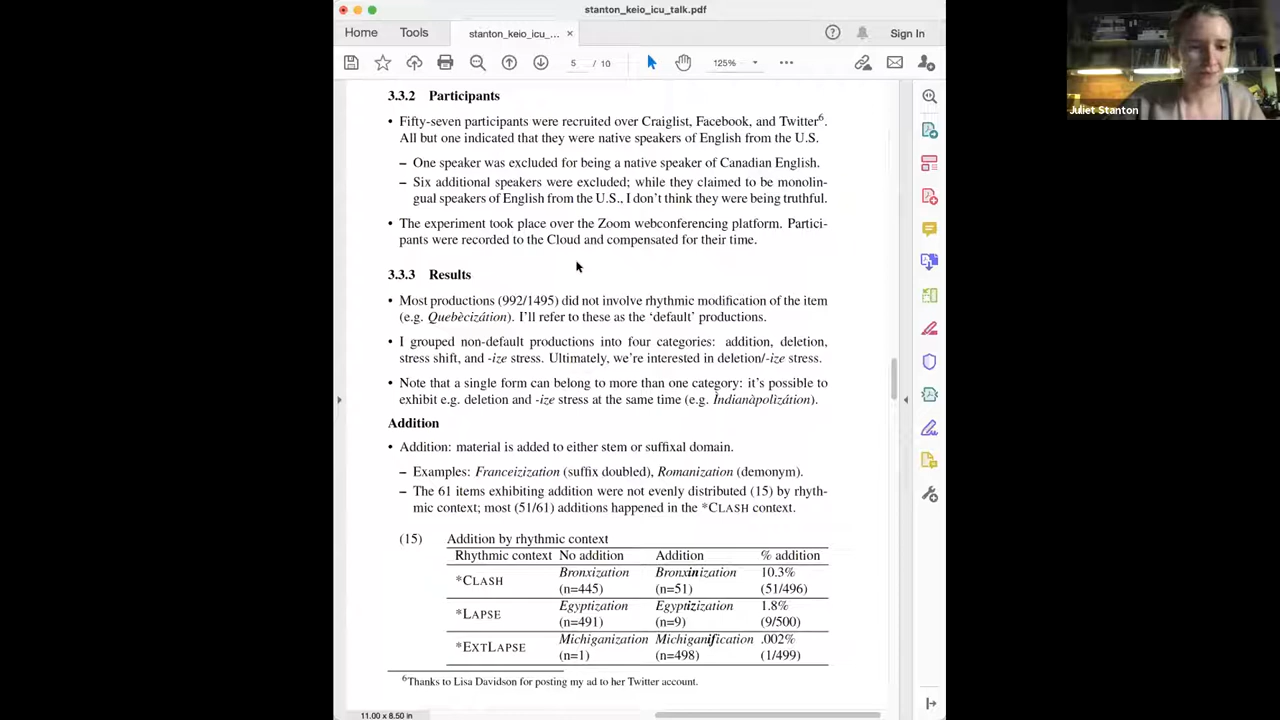 stanton_keio_icu_talk.pdf
Home
Tools
stanton_keio_icu_...
Sign In
5 / 10
125%
3.3.2 Participants
• Fifty-seven participants were recruited over Craiglist, Facebook, and Twitter6.
All but one indicated that they were native speakers of English from the U.S.
– One speaker was excluded for being a native speaker of Canadian English.
– Six additional speakers were excluded; while they claimed to be monolin-
gual speakers of English from the U.S., I don't think they were being truthful.
• The experiment took place over the Zoom webconferencing platform. Partici-
pants were recorded to the Cloud and compensated for their time.
3.3.3 Results
• Most productions (992/1495) did not involve rhythmic modification of the item
(e.g. Quebècizátion). I'll refer to these as the 'default' productions.
• I grouped non-default productions into four categories: addition, deletion,
stress shift, and -ize stress. Ultimately, we're interested in deletion/-ize stress.
• Note that a single form can belong to more than one category: it's possible to
exhibit e.g. deletion and -ize stress at the same time (e.g. Ìndianàpolizátion).
Addition
• Addition: material is added to either stem or suffixal domain.
– Examples: Franceizization (suffix doubled), Romanization (demonym).
– The 61 items exhibiting addition were not evenly distributed (15) by rhyth-
mic context; most (51/61) additions happened in the *CLASH context.
(15) Addition by rhythmic context
Rhythmic context No addition Addition % addition
*CLASH Bronxization Bronxinization 10.3%
(n=445) (n=51) (51/496)
*LAPSE Egyptization Egyptizization 1.8%
(n=491) (n=9) (9/500)
*EXTLAPSE Michiganization Michiganification .002%
(n=1) (n=498) (1/499)
6Thanks to Lisa Davidson for posting my ad to her Twitter account.
11.00 x 8.50 in
Juliet Stanton